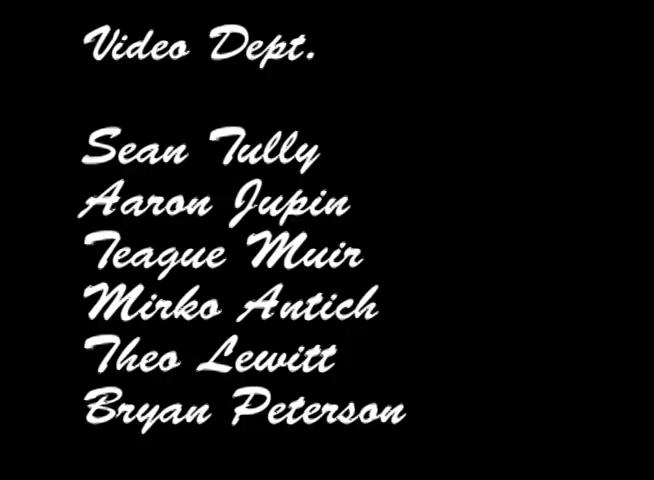 Video Dept.
Sean Tully
Aaron Jupin
Teague Muir
Mirko Antich
Theo Lewitt
Bryan Peterson